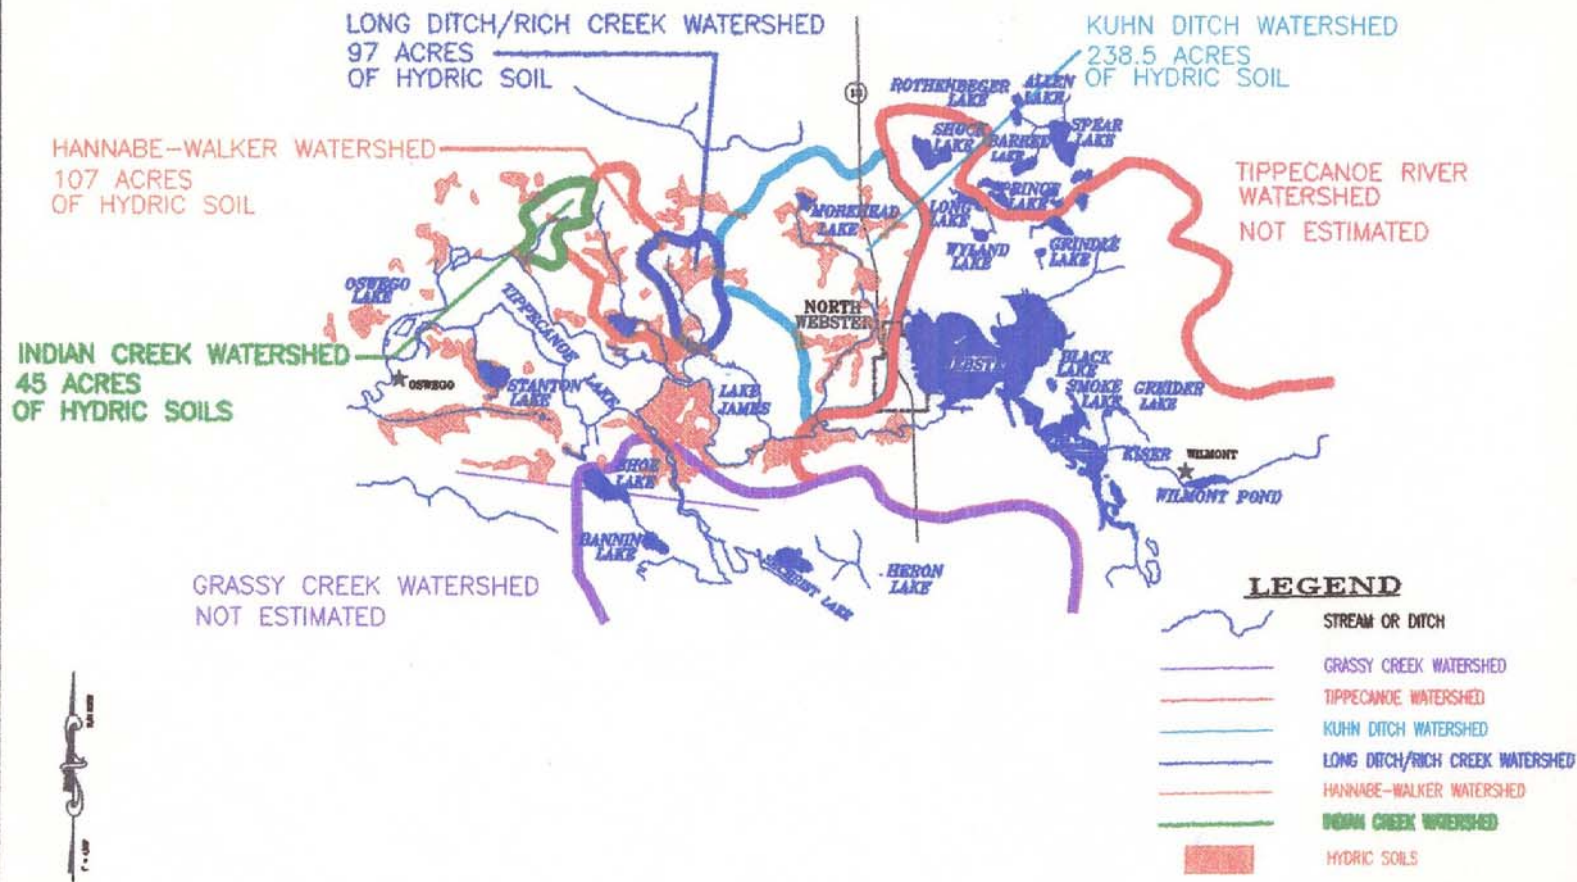 LONG DITCH/RICH CREEK WATERSHED
97 ACRES
OF HYDRIC SOIL
KUHN DITCH WATERSHED
238.5 ACRES
OF HYDRIC SOIL
HANNABE-WALKER WATERSHED
107 ACRES
OF HYDRIC SOIL
TIPPECANOE RIVER
WATERSHED
NOT ESTIMATED
ROTHENBEGER
LAKE
ALLEN
LAKE
SHOCK
LAKE
BARREL
LAKE
SPEAR
LAKE
LONG
LAKE
LAKE
MOREHEAD
LAKE
WYLAND
LAKE
GRINDLE
LAKE
OSWEGO
LAKE
TIPPECANOE
LAKE
NORTH
WEBSTER
INDIAN CREEK WATERSHED
45 ACRES
OF HYDRIC SOILS
OSWEGO
STANTON
LAKE
LAKE
JAMES
BLACK
LAKE
SMOKE
LAKE
GREIDER
LAKE
KISER
WILMONT
WILMONT POND
SHOE
LAKE
BANNING
LAKE
HERON
LAKE
LAKE
GRASSY CREEK WATERSHED
NOT ESTIMATED
LEGEND
STREAM OR DITCH
GRASSY CREEK WATERSHED
TIPPECANOE WATERSHED
KUHN DITCH WATERSHED
LONG DITCH/RICH CREEK WATERSHED
HANNABE-WALKER WATERSHED
INDIAN CREEK WATERSHED
HYDRIC SOILS